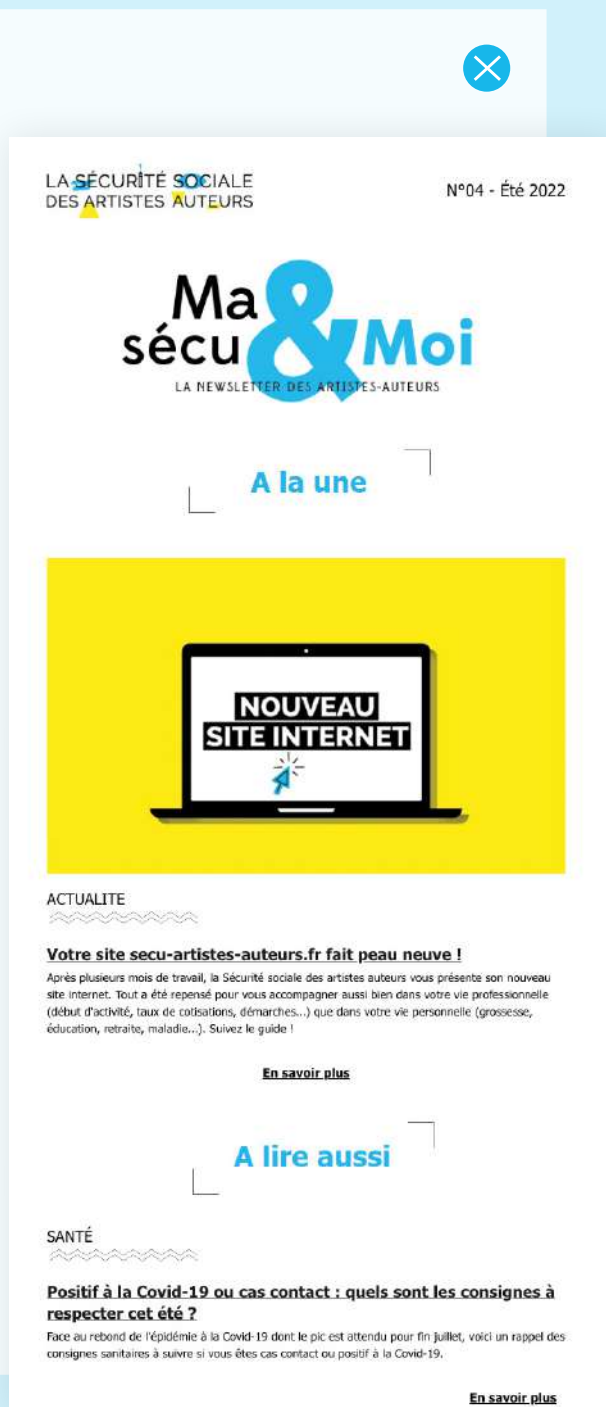 LA SÉCURITÉ SOCIALE
DES ARTISTES AUTEURS
N°04 - Été 2022
Ma
sécu
&Moi
LA NEWSLETTER DES ARTISTES-AUTEURS
A la une
NOUVEAU
SITE INTERNET
ACTUALITE
Votre site secu-artistes-auteurs.fr fait peau neuve !
Après plusieurs mois de travail, la Sécurité sociale des artistes auteurs vous présente son nouveau
site internet. Tout a été repensé pour vous accompagner aussi bien dans votre vie professionnelle
(début d'activité, taux de cotisations, démarches...) que dans votre vie personnelle (grossesse,
éducation, retraite, maladie...). Suivez le guide !
En savoir plus
A lire aussi
SANTÉ
Positif à la Covid-19 ou cas contact : quels sont les consignes à
respecter cet été ?
Face au rebond de l'épidémie à la Covid-19 dont le pic est attendu pour fin juillet, voici un rappel des
consignes sanitaires à suivre si vous êtes cas contact ou positif à la Covid-19.
En savoir plus